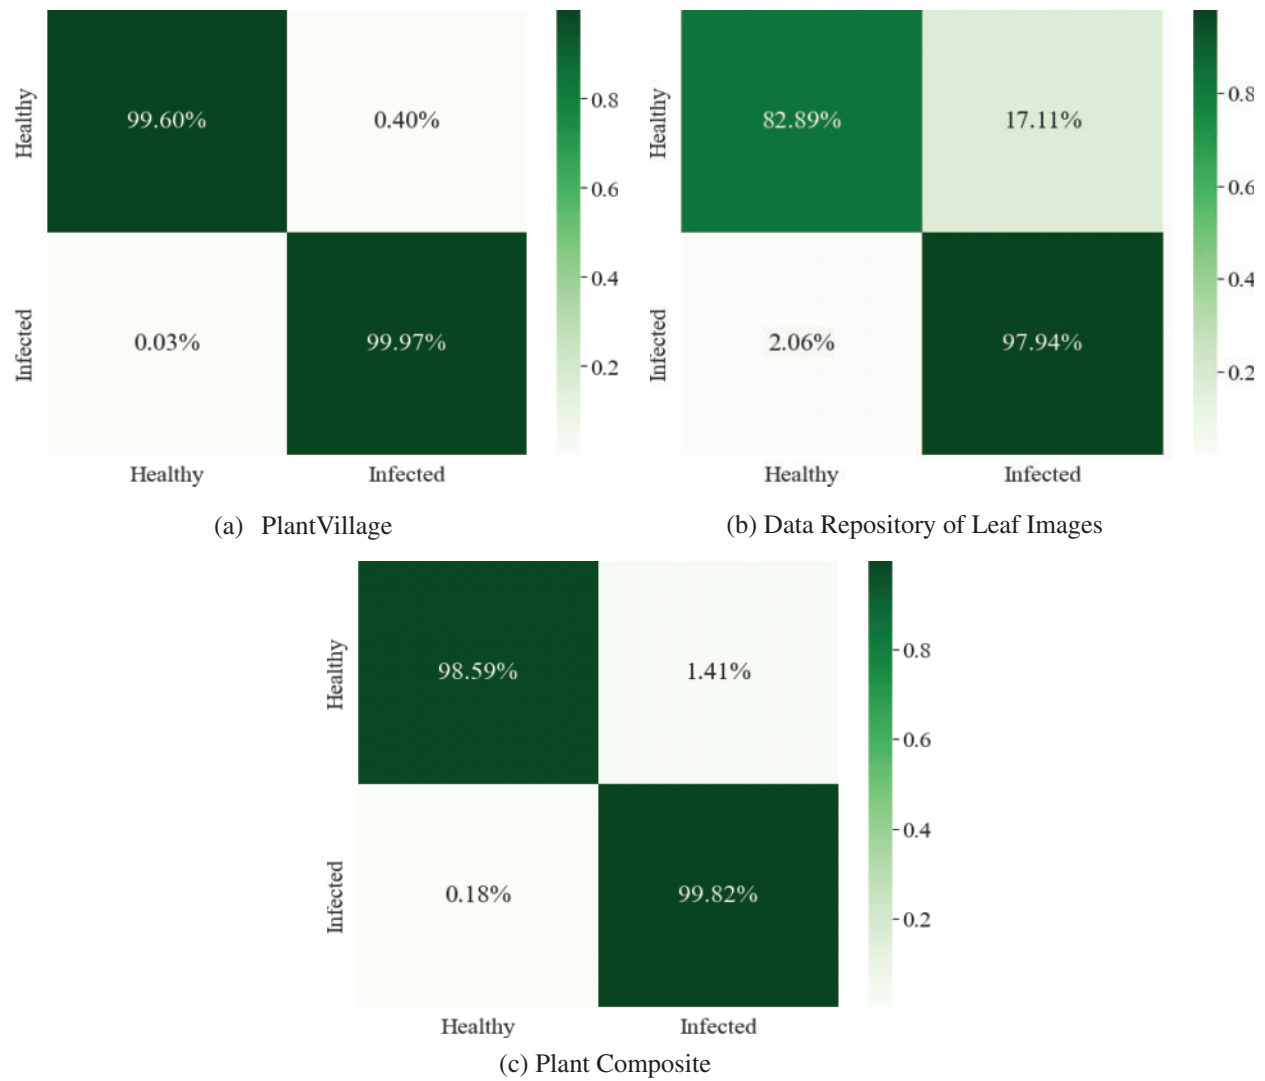 Healthy
99.60% 0.40%
0.8
0.6
0.4
Infected
0.03% 99.97%
0.2
Healthy Infected
(a) PlantVillage
Healthy
82.89% 17.11%
0.8
0.6
0.4
Infected
2.06% 97.94%
0.2
Healthy Infected
(b) Data Repository of Leaf Images
Healthy
98.59% 1.41%
0.8
0.6
0.4
Infected
0.18% 99.82%
0.2
Healthy Infected
(c) Plant Composite